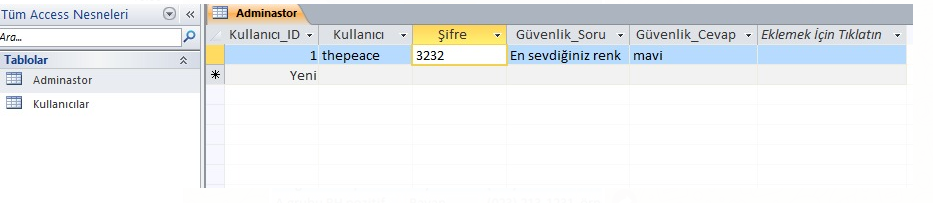 Tüm Access Nesneleri
Ara...
Tablolar
Adminastor
Kullanıcılar
Adminastor
Kullanıcı_ID Kullanıcı Şifre Güvenlik_Soru Güvenlik_Cevap Eklemek İçin Tıklatın
1 thepeace 3232 En sevdiğiniz renk mavi
* Yeni